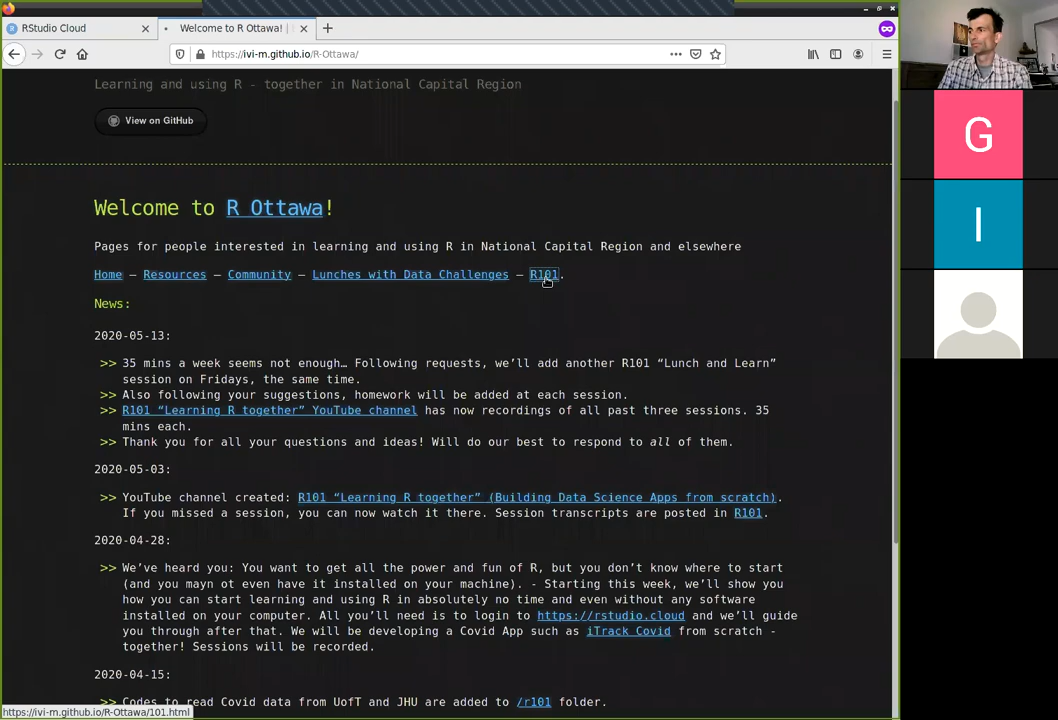 RStudio Cloud
Welcome to R Ottawa! |
https://ivi-m.github.io/R-Ottawa/
Learning and using R - together in National Capital Region
View on GitHub
Welcome to R Ottawa!
Pages for people interested in learning and using R in National Capital Region and elsewhere
Home — Resources — Community — Lunches with Data Challenges — R101.
News:
2020-05-13:
>> 35 mins a week seems not enough… Following requests, we’ll add another R101 “Lunch and Learn”
session on Fridays, the same time.
>> Also following your suggestions, homework will be added at each session.
>> R101 “Learning R together” YouTube channel has now recordings of all past three sessions. 35
mins each.
>> Thank you for all your questions and ideas! Will do our best to respond to all of them.
2020-05-03:
>> YouTube channel created: R101 “Learning R together” (Building Data Science Apps from scratch).
If you missed a session, you can now watch it there. Session transcripts are posted in R101.
2020-04-28:
>> We’ve heard you: You want to get all the power and fun of R, but you don’t know where to start
(and you mayn ot even have it installed on your machine). - Starting this week, we’ll show you
how you can start learning and using R in absolutely no time and even without any software
installed on your computer. All you’ll need is to login to https://rstudio.cloud and we’ll guide
you through after that. We will be developing a Covid App such as iTrack Covid from scratch -
together! Sessions will be recorded.
2020-04-15:
>> Codes to read Covid data from UofT and JHU are added to /r101 folder.
https://ivi-m.github.io/R-Ottawa/101.html
G
I